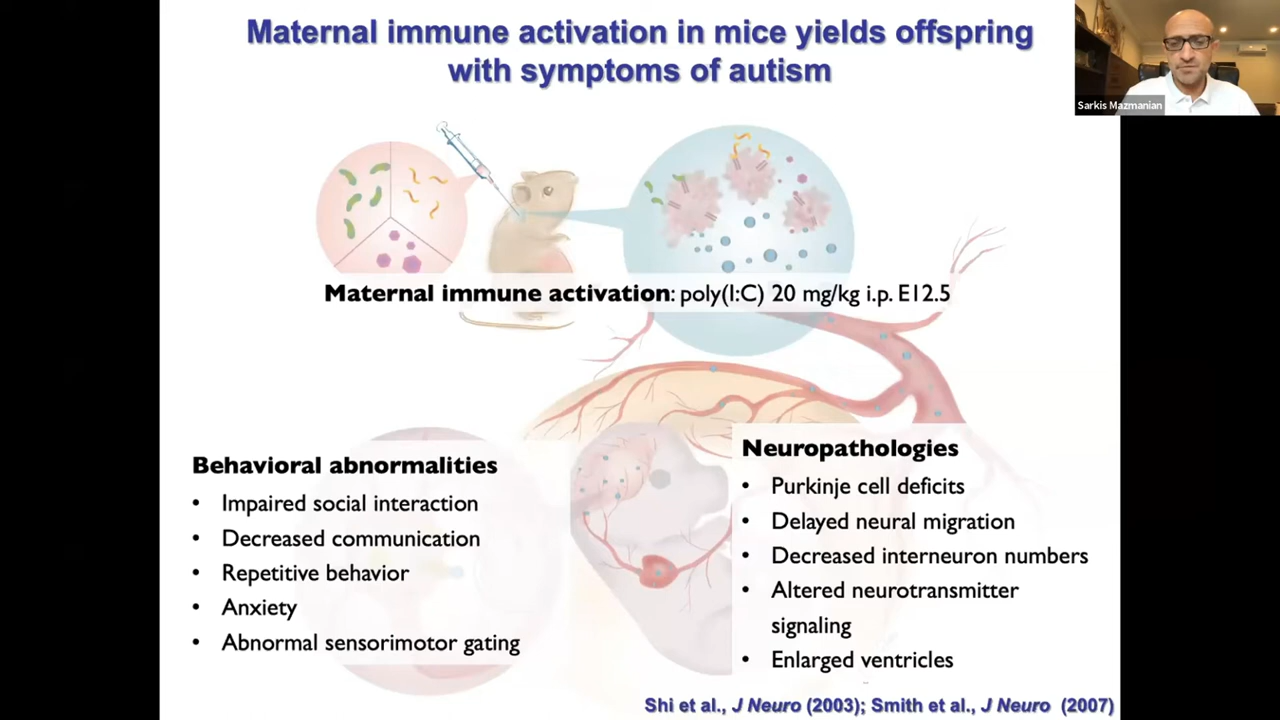 Maternal immune activation in mice yields offspring
with symptoms of autism
Sarkis Mazmanian
Maternal immune activation: poly(I:C) 20 mg/kg i.p. E12.5
Behavioral abnormalities
• Impaired social interaction
• Decreased communication
• Repetitive behavior
• Anxiety
• Abnormal sensorimotor gating
Neuropathologies
• Purkinje cell deficits
• Delayed neural migration
• Decreased interneuron numbers
• Altered neurotransmitter
signaling
• Enlarged ventricles
Shi et al., J Neuro (2003); Smith et al., J Neuro (2007)